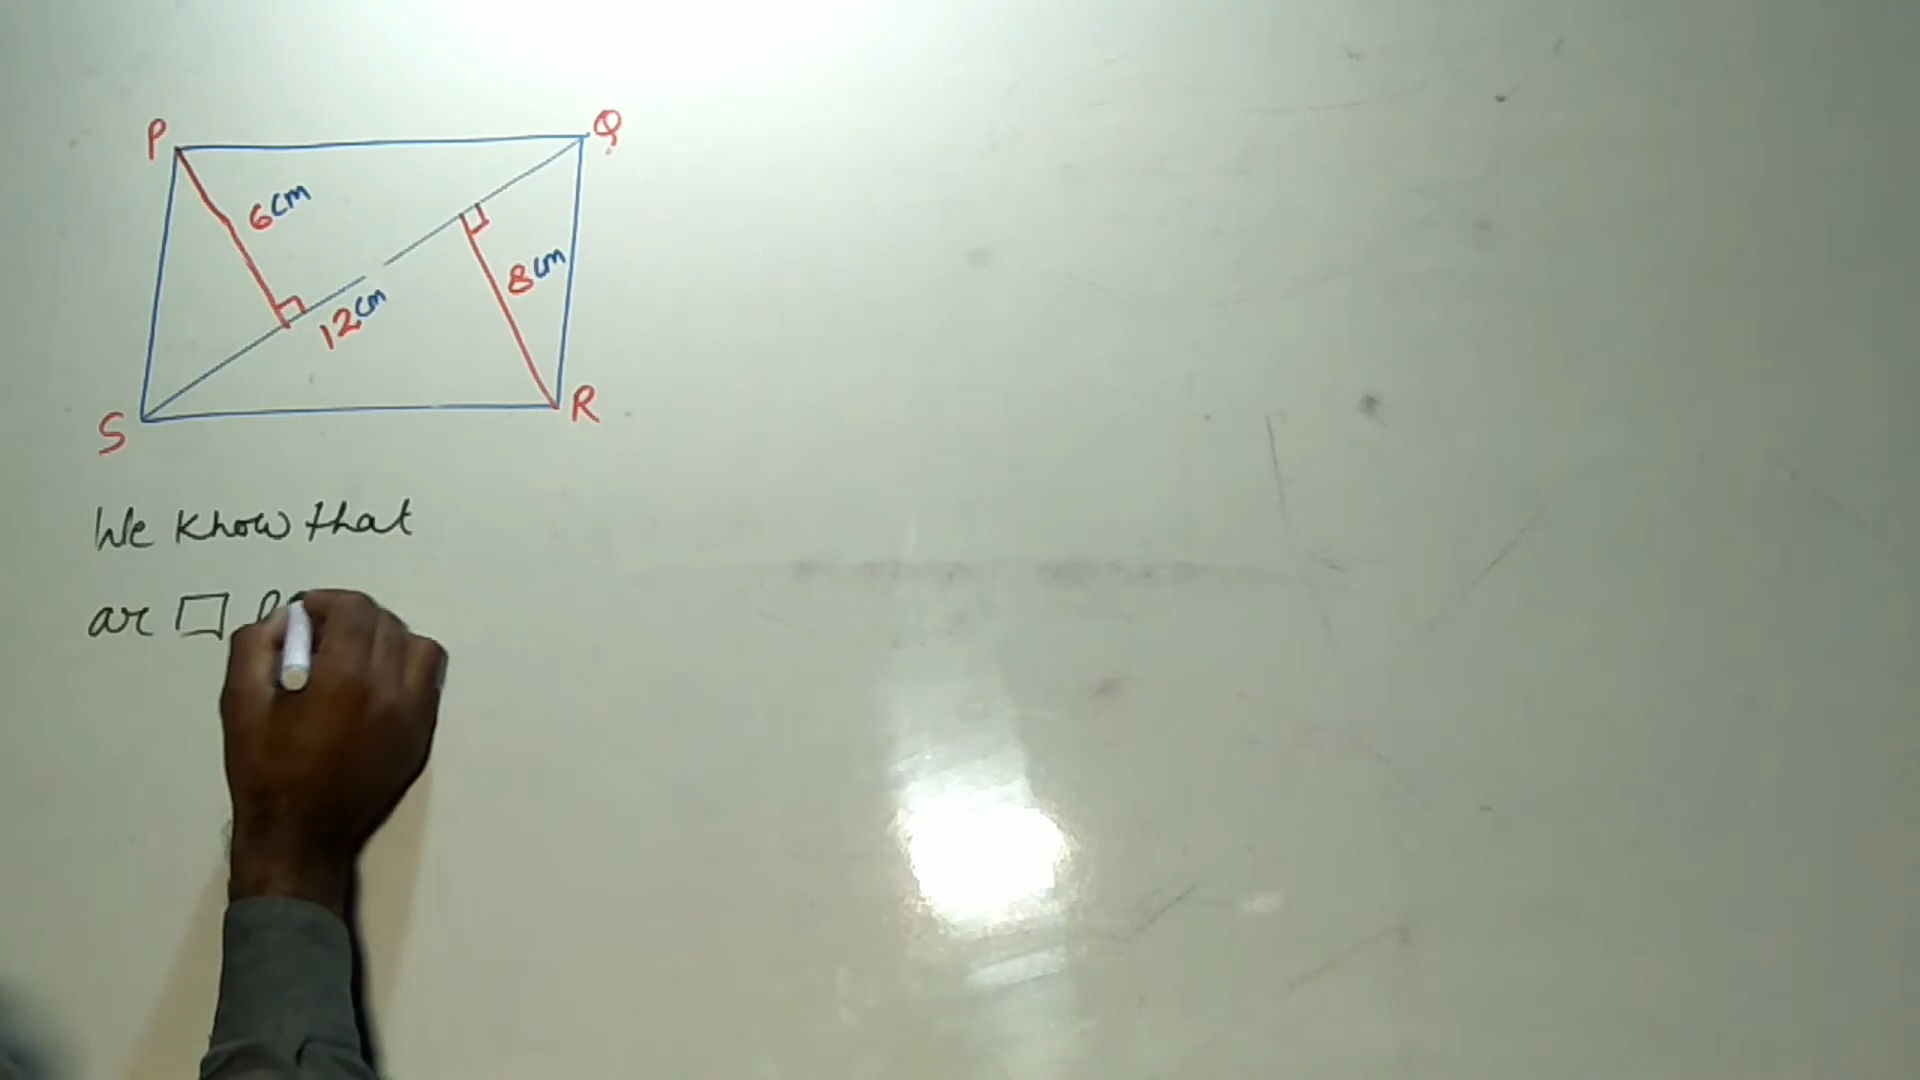 P
Q
6cm
8cm
12cm
S
R
We know that
ar □